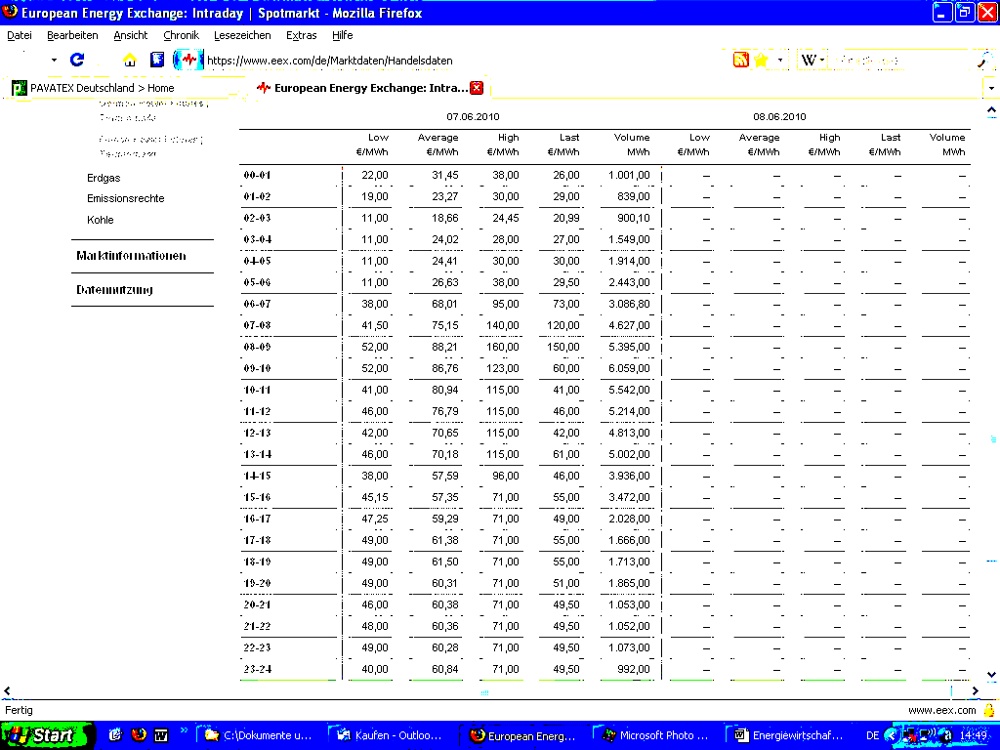 European Energy Exchange: Intraday | Spotmarkt - Mozilla Firefox
Datei Bearbeiten Ansicht Chronik Lesezeichen Extras Hilfe
https://www.eex.com/de/Marktdaten/Handelsdaten W
PAVATEX Deutschland > Home European Energy Exchange: Intra...
07.06.2010 08.06.2010
Low Average High Last Volume Low Average High Last Volume
€/MWh €/MWh €/MWh €/MWh MWh €/MWh €/MWh €/MWh €/MWh MWh
Erdgas
Emissionsrechte
Kohle
Marktinformationen
Datennutzung
00-01 22,00 31,45 38,00 26,00 1.001,00 – – – – –
01-02 19,00 23,27 30,00 29,00 839,00 – – – – –
02-03 11,00 18,66 24,45 20,99 900,10 – – – – –
03-04 11,00 24,02 28,00 27,00 1.549,00 – – – – –
04-05 11,00 24,41 30,00 30,00 1.914,00 – – – – –
05-06 11,00 26,63 38,00 29,50 2.443,00 – – – – –
06-07 38,00 68,01 95,00 73,00 3.086,80 – – – – –
07-08 41,50 75,15 140,00 120,00 4.627,00 – – – – –
08-09 52,00 88,21 160,00 150,00 5.395,00 – – – – –
09-10 52,00 86,76 123,00 60,00 6.059,00 – – – – –
10-11 41,00 80,94 115,00 41,00 5.542,00 – – – – –
11-12 46,00 76,79 115,00 46,00 5.214,00 – – – – –
12-13 42,00 70,65 115,00 42,00 4.813,00 – – – – –
13-14 46,00 70,18 115,00 61,00 5.002,00 – – – – –
14-15 38,00 57,59 96,00 46,00 3.936,00 – – – – –
15-16 45,15 57,35 71,00 55,00 3.472,00 – – – – –
16-17 47,25 59,29 71,00 49,00 2.028,00 – – – – –
17-18 49,00 61,38 71,00 55,00 1.666,00 – – – – –
18-19 49,00 61,50 71,00 55,00 1.713,00 – – – – –
19-20 49,00 60,31 71,00 51,00 1.865,00 – – – – –
20-21 46,00 60,38 71,00 49,50 1.053,00 – – – – –
21-22 48,00 60,36 71,00 49,50 1.052,00 – – – – –
22-23 49,00 60,28 71,00 49,50 1.073,00 – – – – –
23-24 40,00 60,84 71,00 49,50 992,00 – – – – –
Fertig www.eex.com
Start C:\Dokumente u... Kaufen - Outloo... European Energ... Microsoft Photo ... Energiewirtschaf... DE 14:49